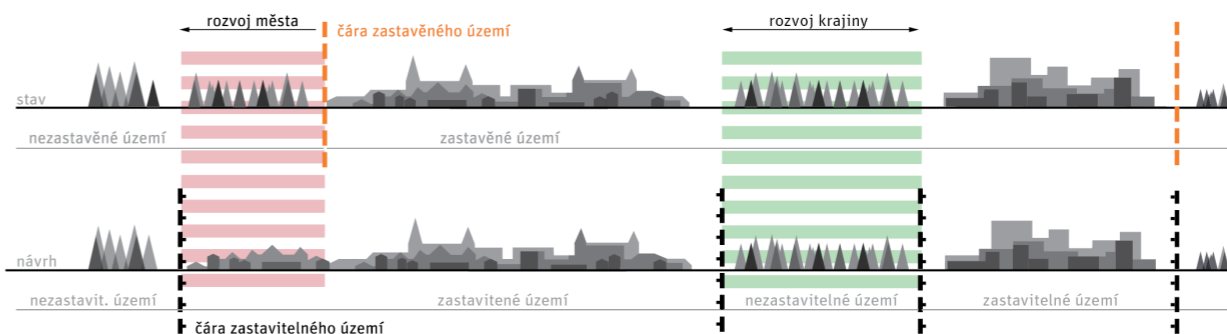 rozvoj města
rozvoj krajiny
čára zastavěného území
stav
nezastavěné území
zastavěné území
návrh
nezastavit. území
zastavitené území
nezastavitelné území
zastavitelné území
čára zastavitelného území